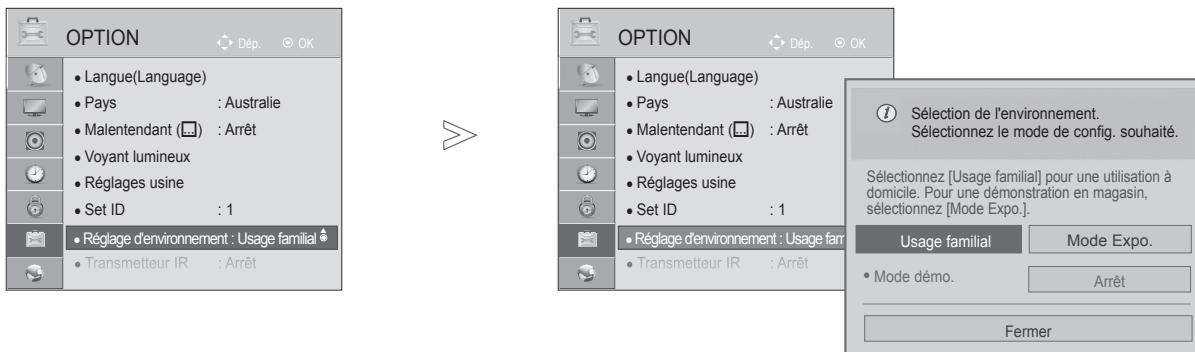 OPTION
Dép. OK
• Langue(Language)
• Pays : Australie
• Malentendant ( ) : Arrêt
• Voyant lumineux
• Réglages usine
• Set ID : 1
• Réglage d'environnement : Usage familial
• Transmetteur IR : Arrêt
OPTION
Dép. OK
• Langue(Language)
• Pays : Australie
• Malentendant ( ) : Arrêt
• Voyant lumineux
• Réglages usine
• Set ID : 1
• Réglage d'environnement : Usage fam
• Transmetteur IR : Arrêt
i Sélection de l'environnement.
Sélectionnez le mode de config. souhaité.
Sélectionnez [Usage familial] pour une utilisation à
domicile. Pour une démonstration en magasin,
sélectionnez [Mode Expo.].
Usage familial Mode Expo.
• Mode démo. Arrêt
Fermer